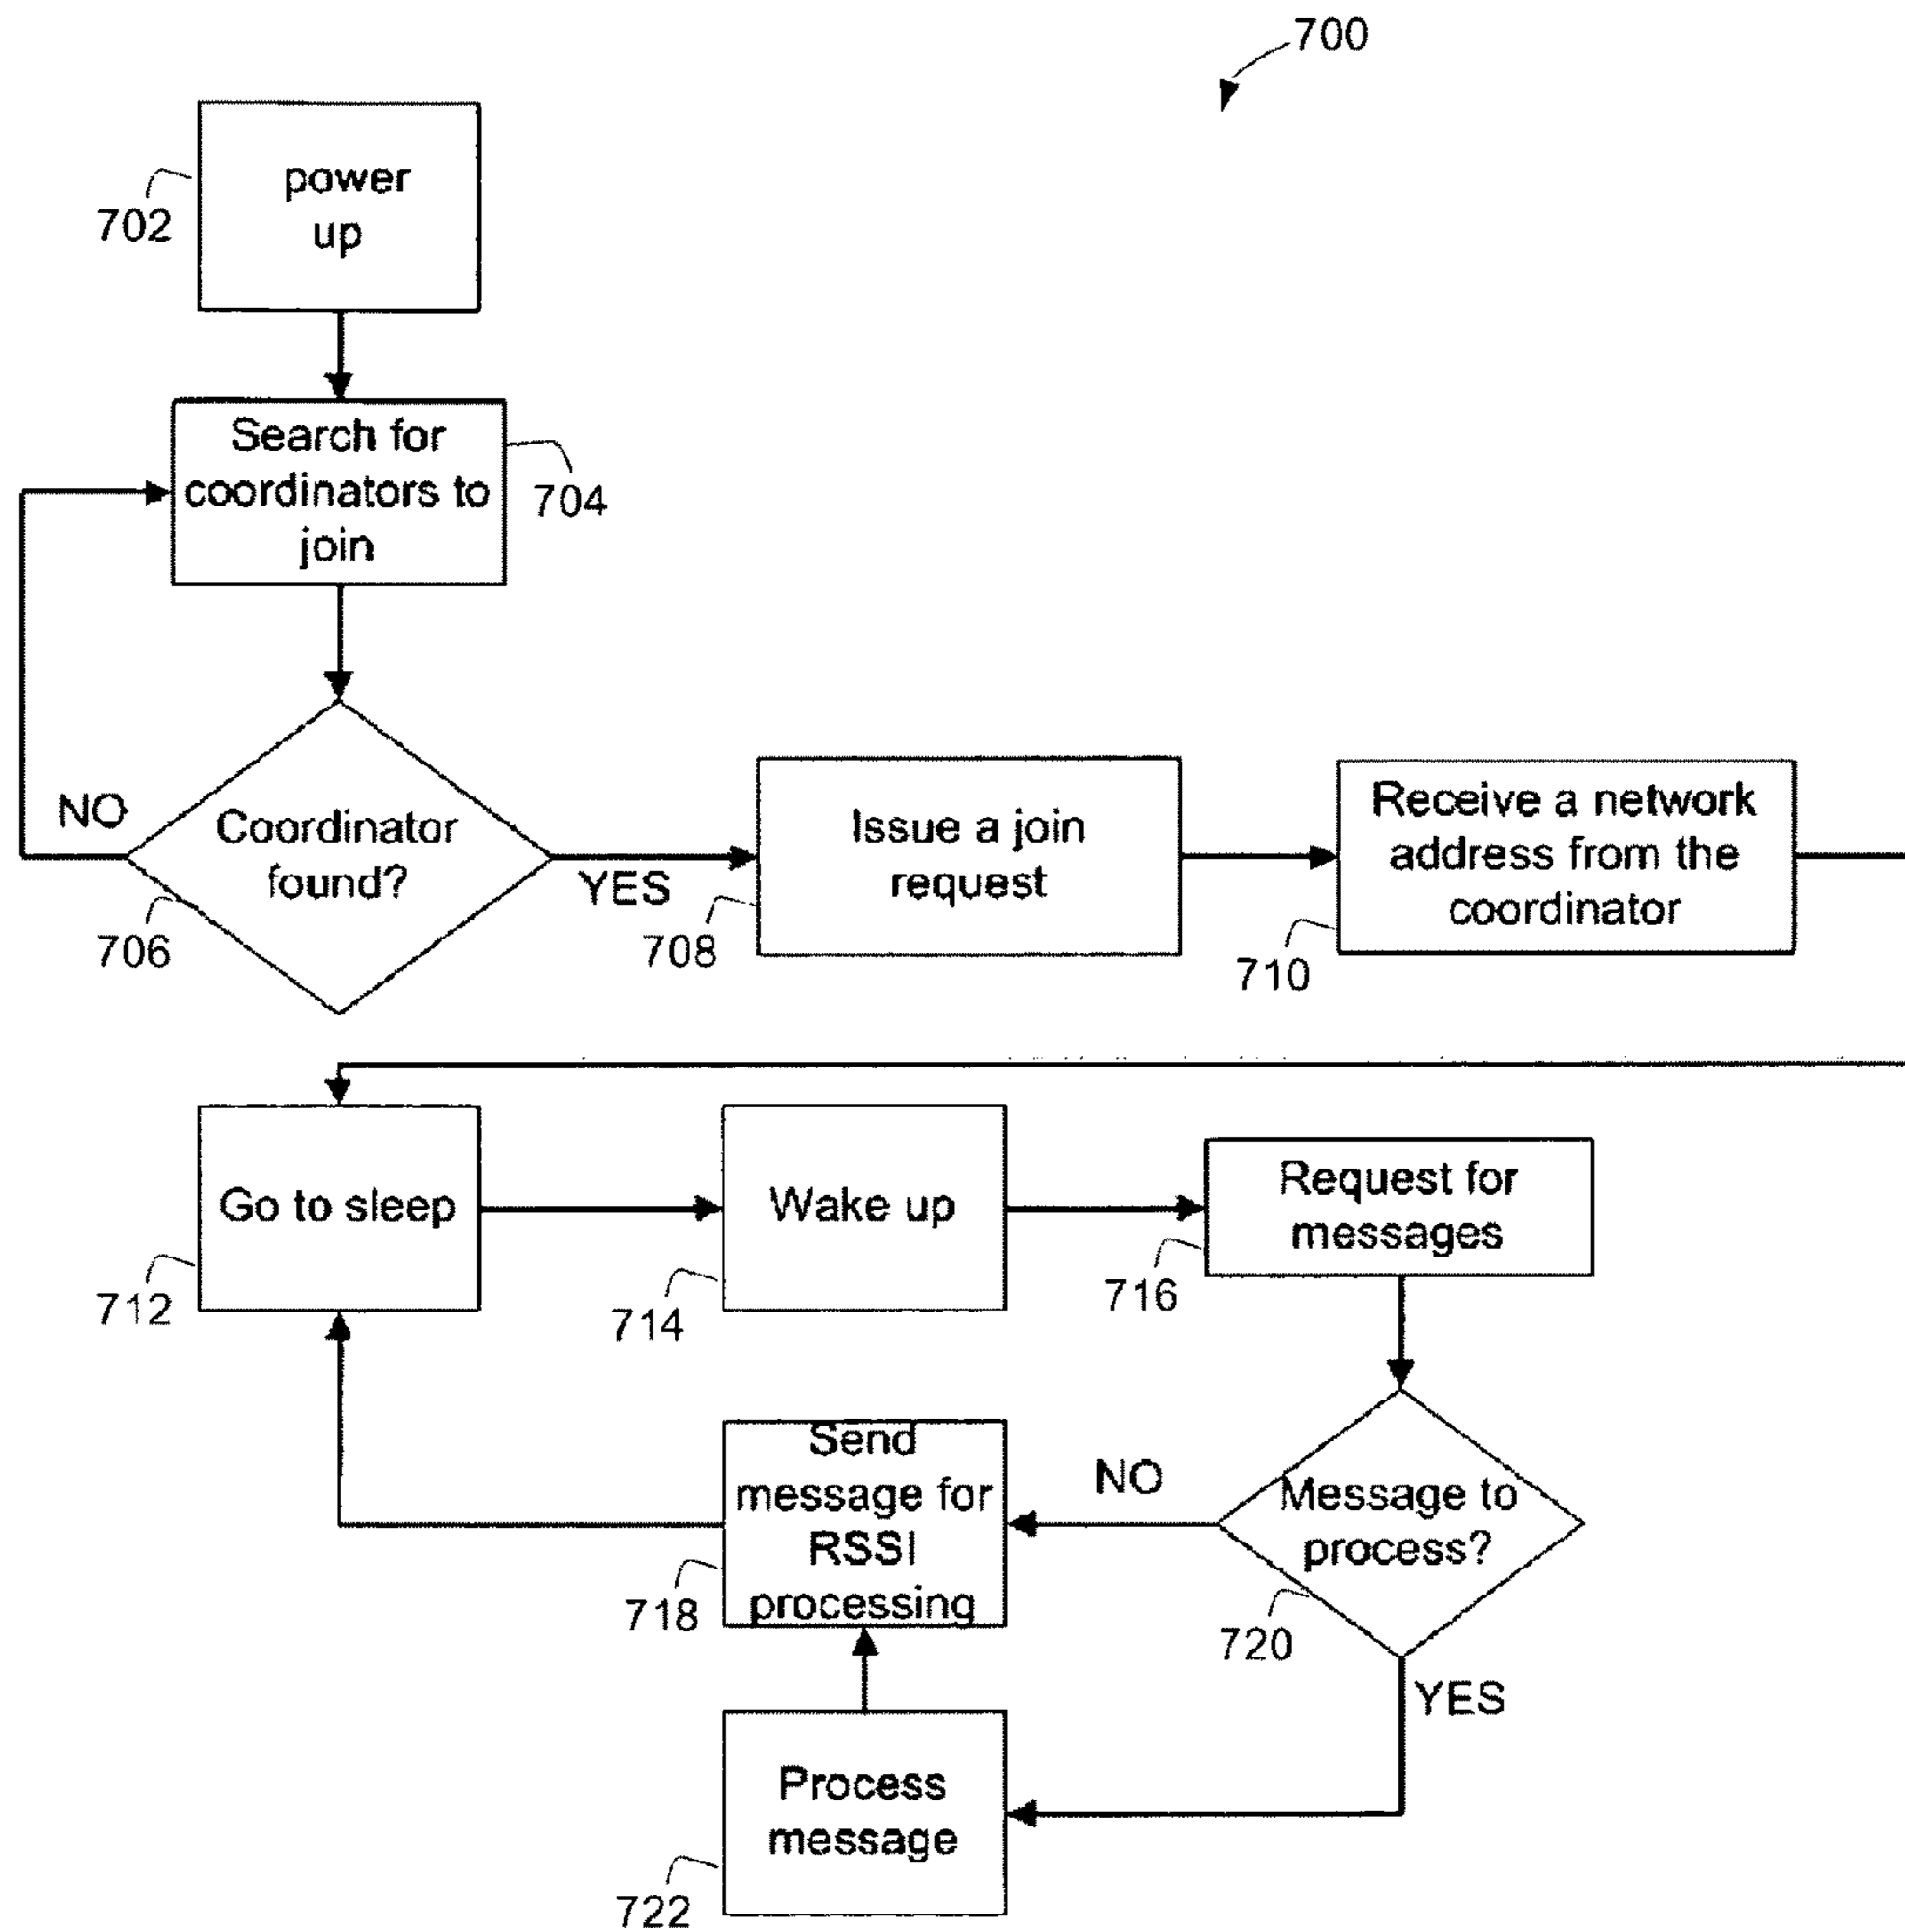 700
power
up
702
Search for
coordinators to
join
704
NO
Coordinator
found?
706
YES
Issue a join
request
708
Receive a network
address from the
coordinator
710
Go to sleep
712
Wake up
714
Request for
messages
716
Send
message for
RSSI
processing
718
NO
Message to
process?
720
YES
Process
message
722